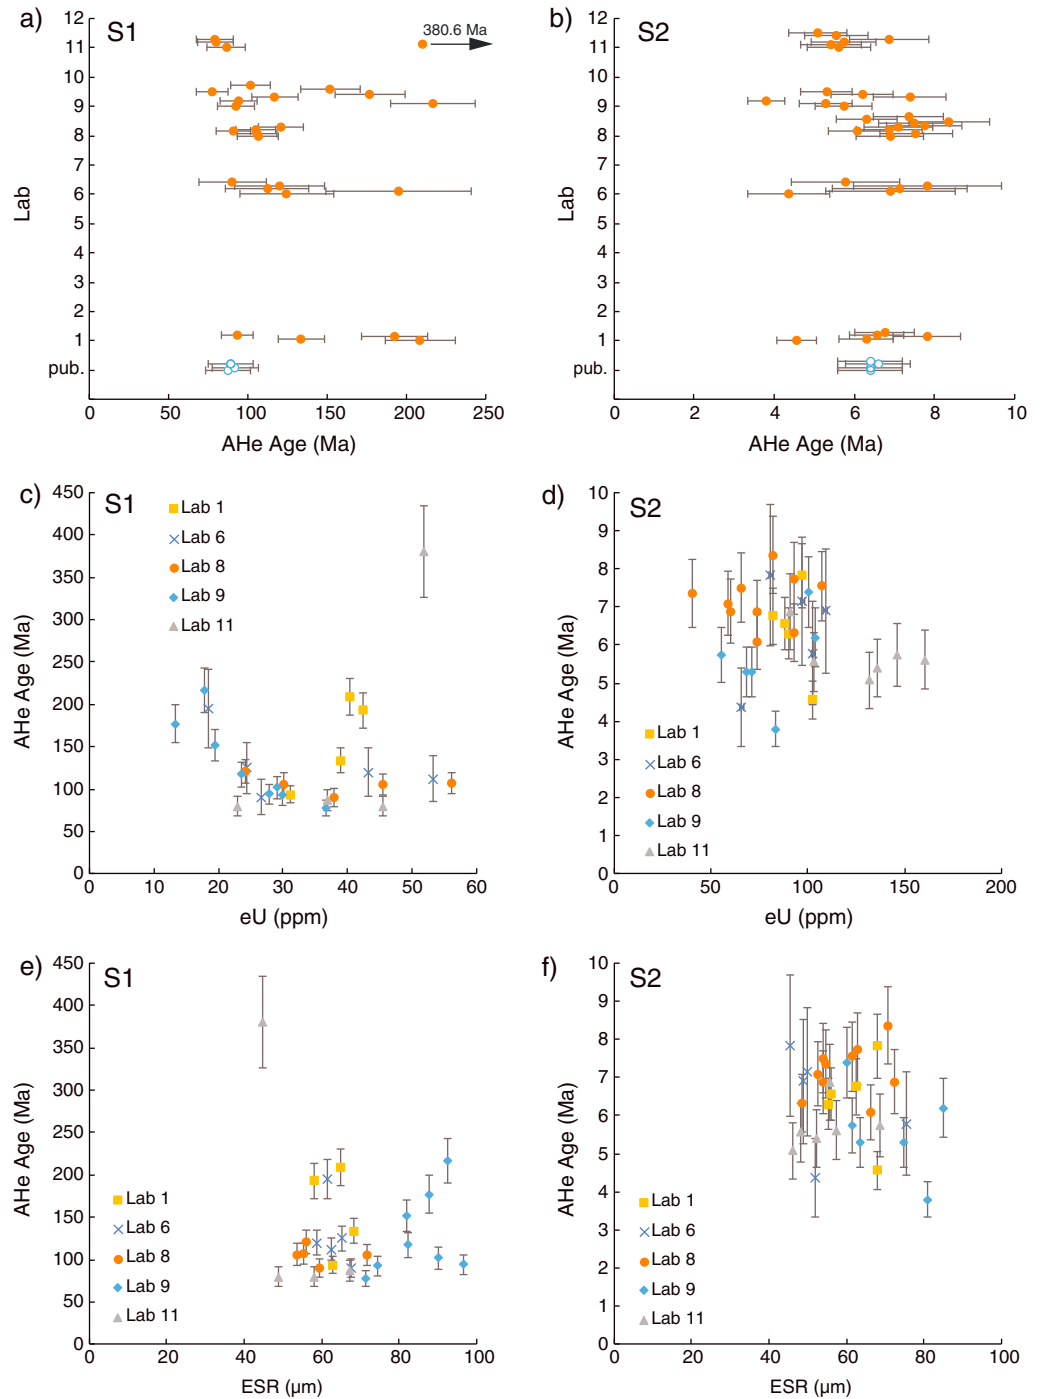 a) S1
380.6 Ma
12
11
10
9
8
7
6
5
4
3
2
1
pub.
Lab
0 50 100 150 200 250
AHe Age (Ma)
b) S2
12
11
10
9
8
7
6
5
4
3
2
1
pub.
Lab
0 2 4 6 8 10
AHe Age (Ma)
c) S1
450
400
350
300
250
200
150
100
50
0
AHe Age (Ma)
Lab 1
Lab 6
Lab 8
Lab 9
Lab 11
0 10 20 30 40 50 60
eU (ppm)
d) S2
10
9
8
7
6
5
4
3
2
1
0
AHe Age (Ma)
Lab 1
Lab 6
Lab 8
Lab 9
Lab 11
0 50 100 150 200
eU (ppm)
e) S1
450
400
350
300
250
200
150
100
50
0
AHe Age (Ma)
Lab 1
Lab 6
Lab 8
Lab 9
Lab 11
0 20 40 60 80 100
ESR (µm)
f) S2
10
9
8
7
6
5
4
3
2
1
0
AHe Age (Ma)
Lab 1
Lab 6
Lab 8
Lab 9
Lab 11
0 20 40 60 80 100
ESR (µm)